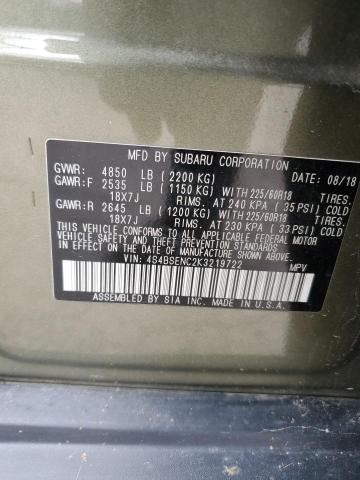 MFD BY SUBARU CORPORATION
GVWR: 4850 LB (2200 KG) 08/18
GAWR:F 2535 LB (1150 KG) WITH 225/60R18 TIRES.
18X7J RIMS. AT 240 KPA (35 PSI) COLD
GAWR:R 2645 LB (1200 KG) WITH 225/60R18 TIRES.
18X7J RIMS. AT 230 KPA (33 PSI) COLD
THIS VEHICLE CONFORMS TO ALL APPLICABLE FEDERAL MOTOR
VEHICLE SAFETY AND THEFT PREVENTION STANDARDS
IN EFFECT ON THE DATE OF MANUFACTURE SHOWN ABOVE.
VIN: 4S4BSENC2K3219722 MPV
ASSEMBLED BY SIA INC. MADE IN U.S.A.